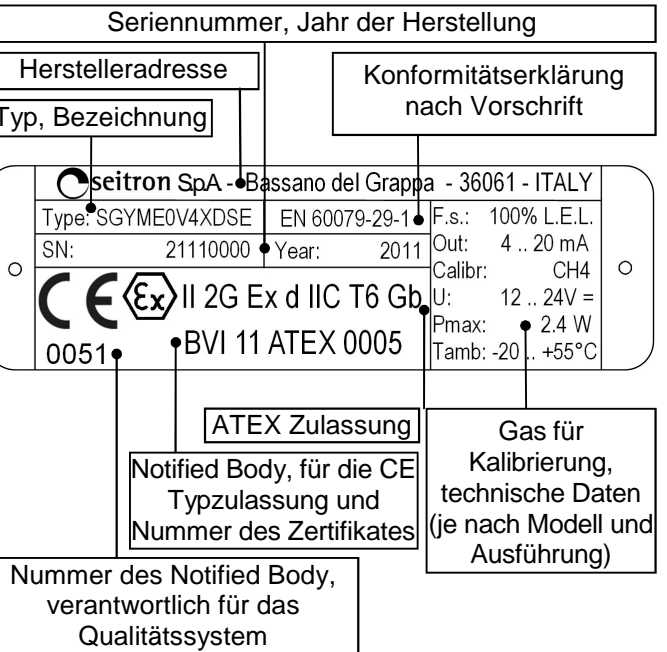 Seriennummer, Jahr der Herstellung
Herstelleradresse
Konformitätserklärung
nach Vorschrift
Typ, Bezeichnung
seitron SpA - Bassano del Grappa - 36061 - ITALY
Type: SGYME0V4XDSE EN 60079-29-1
SN: 21110000 Year: 2011
CE Ex II 2G Ex d IIC T6 Gb
0051 BVI 11 ATEX 0005
F.s.: 100% L.E.L.
Out: 4 .. 20 mA
Calibr: CH4
U: 12 .. 24V =
Pmax: 2.4 W
Tamb: -20 .. +55°C
ATEX Zulassung
Notified Body, für die CE
Typzulassung und
Nummer des Zertifikates
Gas für
Kalibrierung,
technische Daten
(je nach Modell und
Ausführung)
Nummer des Notified Body,
verantwortlich für das
Qualitätssystem